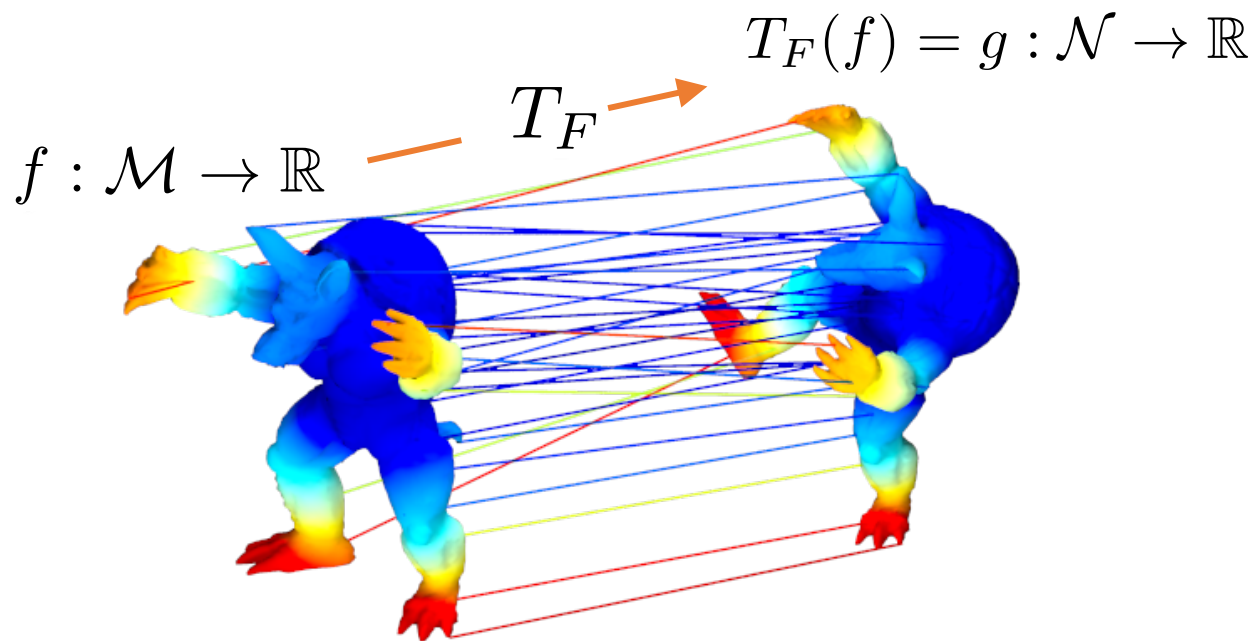 T_F(f) = g : 𝒩 → ℝ
T_F
f : ℳ → ℝ